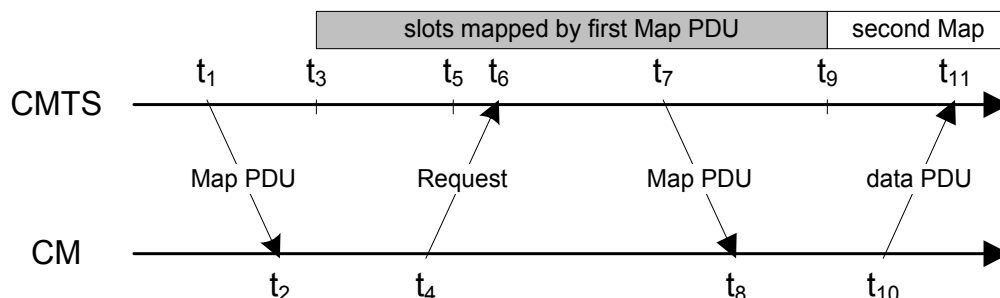 slots mapped by first Map PDU second Map
t1 t3 t5 t6 t7 t9 t11
CMTS
Map PDU Request Map PDU data PDU
CM
t2 t4 t8 t10